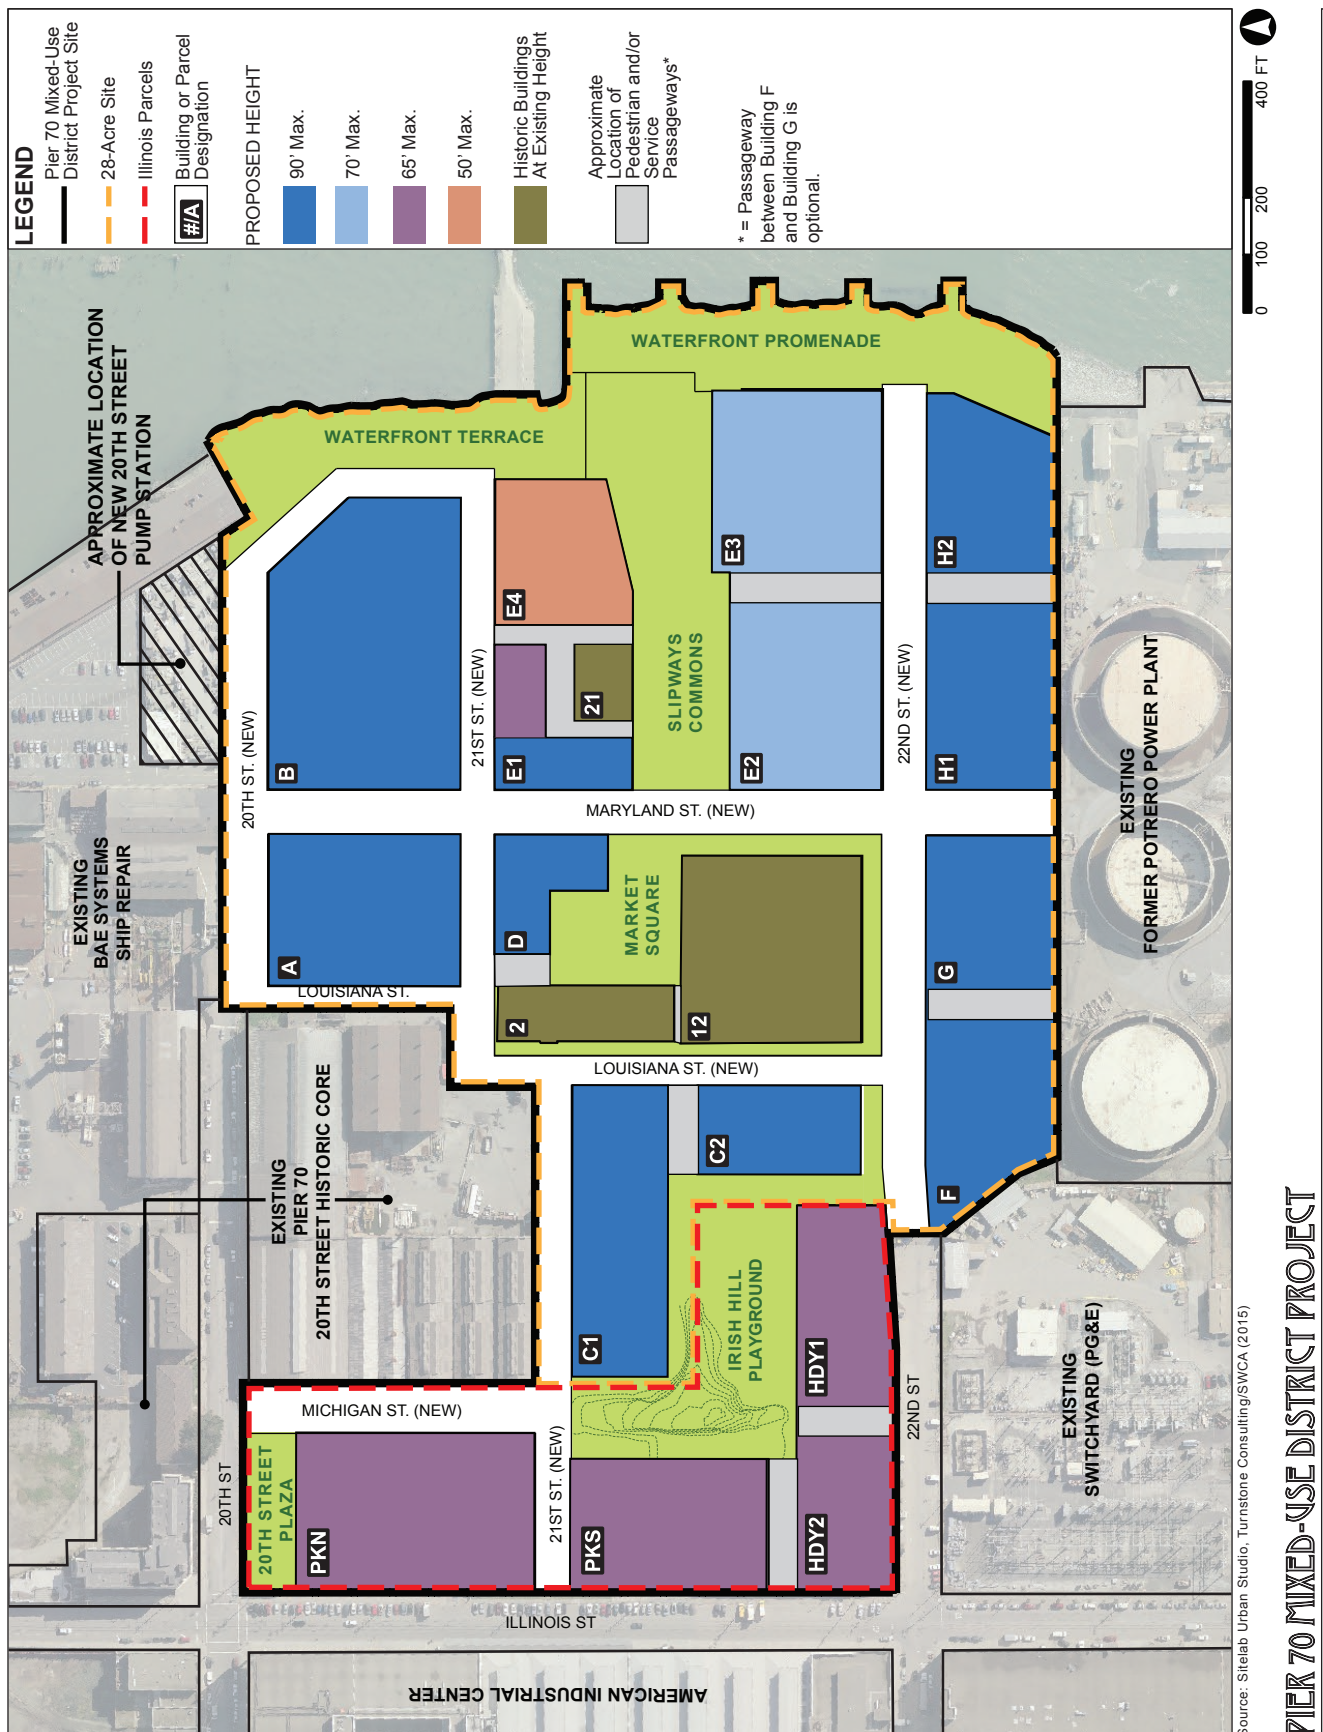 LEGEND
Pier 70 Mixed-Use
District Project Site
28-Acre Site
Illinois Parcels
#/A
Building or Parcel
Designation
PROPOSED HEIGHT
90' Max.
70' Max.
65' Max.
50' Max.
Historic Buildings
At Existing Height
Approximate
Location of
Pedestrian and/or
Service
Passageways*
* = Passageway
between Building F
and Building G is
optional.
APPROXIMATE LOCATION
OF NEW 20TH STREET
PUMP STATION
EXISTING
BAE SYSTEMS
SHIP REPAIR
EXISTING
PIER 70
20TH STREET HISTORIC CORE
20TH ST
20TH ST. (NEW)
WATERFRONT TERRACE
WATERFRONT PROMENADE
A
B
LOUISIANA ST.
21ST ST. (NEW)
E1
E4
21
D
2
12
MARKET
SQUARE
SLIPWAYS
COMMONS
E2
E3
MARYLAND ST. (NEW)
LOUISIANA ST. (NEW)
22ND ST. (NEW)
C1
C2
F
G
H1
H2
IRISH HILL
PLAYGROUND
20TH STREET
PLAZA
MICHIGAN ST. (NEW)
PKN
21ST ST. (NEW)
PKS
HDY1
HDY2
22ND ST
ILLINOIS ST
AMERICAN INDUSTRIAL CENTER
EXISTING
SWITCHYARD (PG&E)
EXISTING
FORMER POTRERO POWER PLANT
0
100
200
400 FT
Source: Sitelab Urban Studio, Turnstone Consulting/SWCA (2015)
PIER 70 MIXED-USE DISTRICT PROJECT